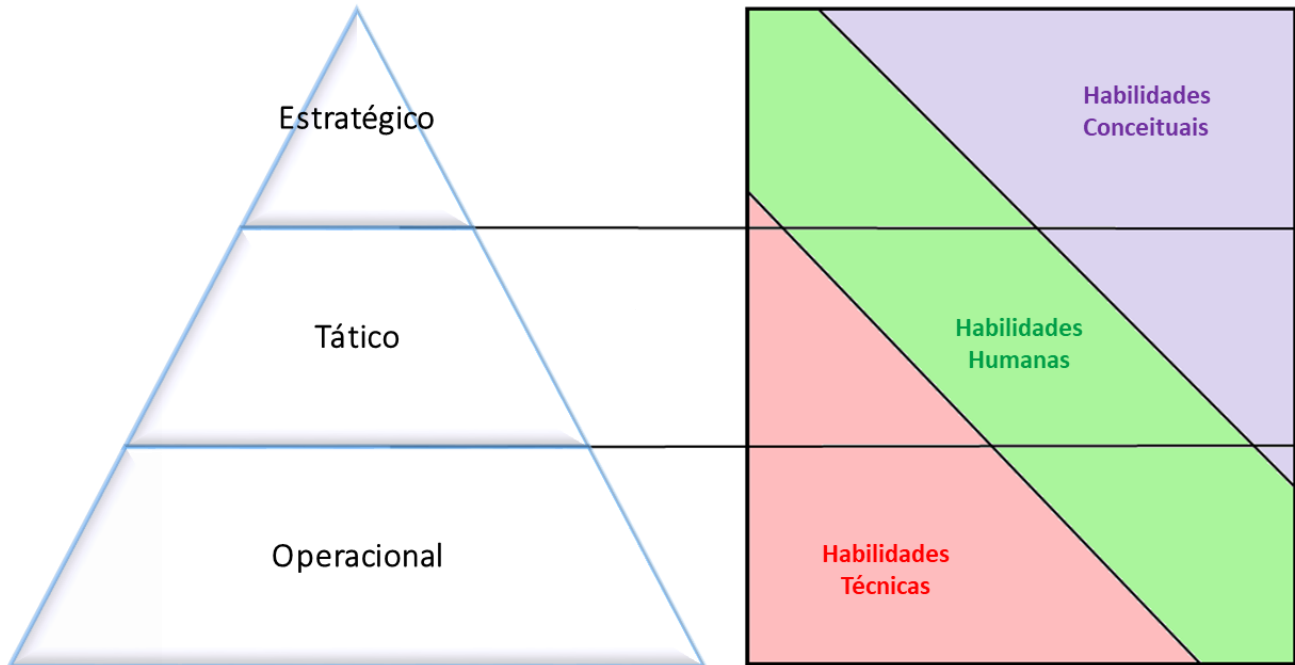 Estratégico
Habilidades
Conceituais
Tático
Habilidades
Humanas
Operacional
Habilidades
Técnicas